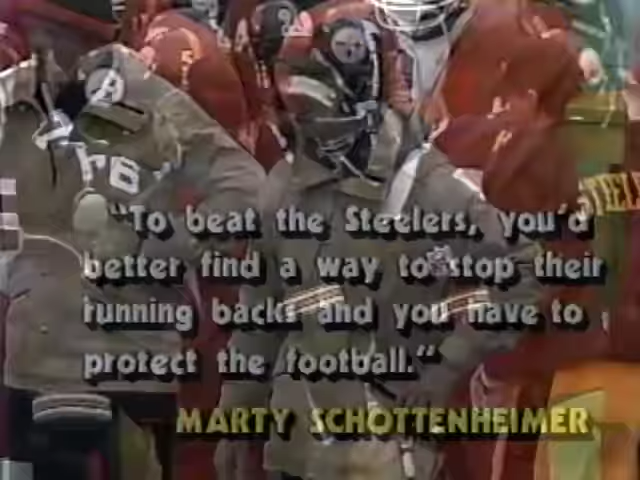 "To beat the Steelers, you'd
better find a way to stop their
running backs and you have to
protect the football."
MARTY SCHOTTENHEIMER